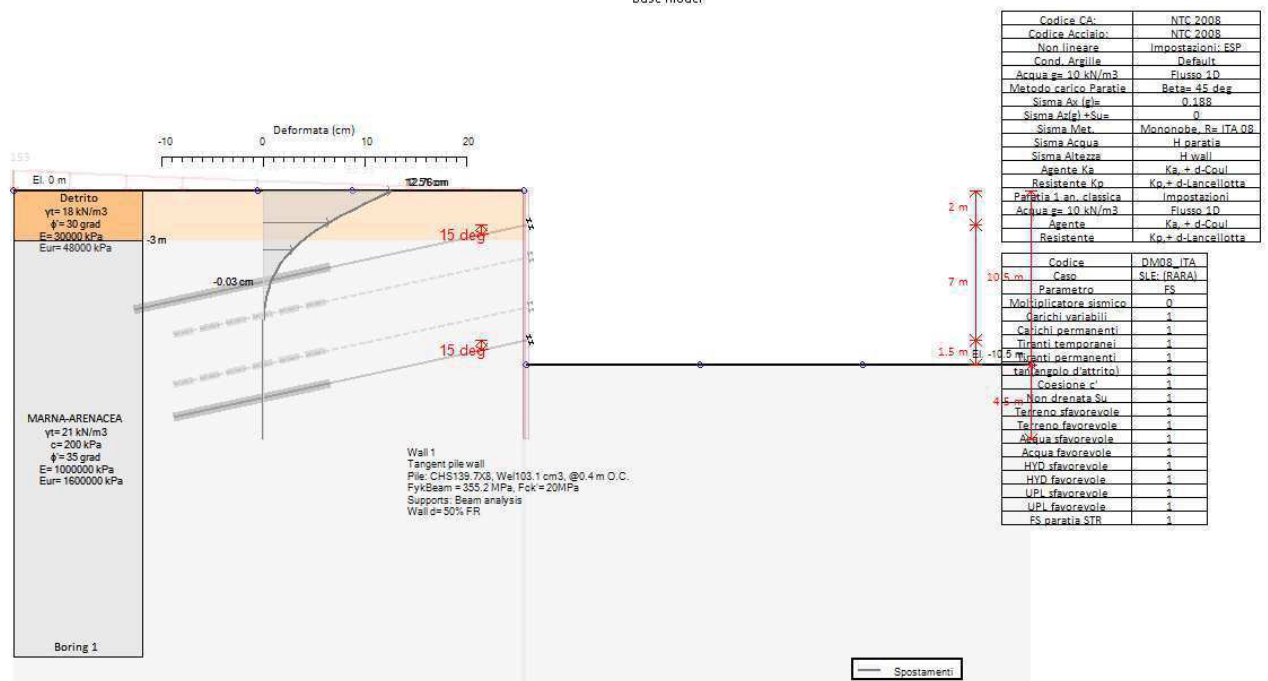 Base model
Codice CA: NTC 2008
Codice Acciaio: NTC 2008
Non lineare Impostazioni: ESP
Cond. Argille Default
Acqua g= 10 kN/m3 Flusso 1D
Metodo carico Paratie Beta= 45 deg
Sisma Ax (g)= 0.188
Sisma Az(g) +Su= 0
Sisma Met. Mononobe, R= ITA 08
Sisma Acqua H paratia
Sisma Altezza H wall
Agente Ka Ka, + d-Coul
Resistente Kp Kp,+ d-Lancellotta
Paratia 1 an. classica Impostazioni
Acqua g= 10 kN/m3 Flusso 1D
Agente Ka, + d-Coul
Resistente Kp,+ d-Lancellotta
Codice DM08_ITA
Caso SLE: (RARA)
Parametro FS
Moltiplicatore sismico 0
Carichi variabili 1
Carichi permanenti 1
Tiranti temporanei 1
Tiranti permanenti 1
tan(angolo d'attrito) 1
Coesione c' 1
Non drenata Su 1
Terreno sfavorevole 1
Terreno favorevole 1
Acqua sfavorevole 1
Acqua favorevole 1
HYD sfavorevole 1
HYD favorevole 1
UPL sfavorevole 1
UPL favorevole 1
FS paratia STR 1
Deformata (cm)
-10 0 10 20
193
El. 0 m
12.76cm
Detrito
γt= 18 kN/m3
ϕ'= 30 grad
E= 30000 kPa
Eur= 48000 kPa
-3 m
-0.03 cm
15 deg
15 deg
2 m
7 m
10.5 m
1.5 m
El. -10.5 m
4.5 m
MARNA-ARENACEA
γt= 21 kN/m3
c= 200 kPa
ϕ'= 35 grad
E= 1000000 kPa
Eur= 1600000 kPa
Boring 1
Wall 1
Tangent pile wall
Pile: CHS139.7X8, Wel103.1 cm3, @0.4 m O.C.
FykBeam = 355.2 MPa, Fck'= 20MPa
Supports: Beam analysis
Wall d= 50% FR
Spostamenti